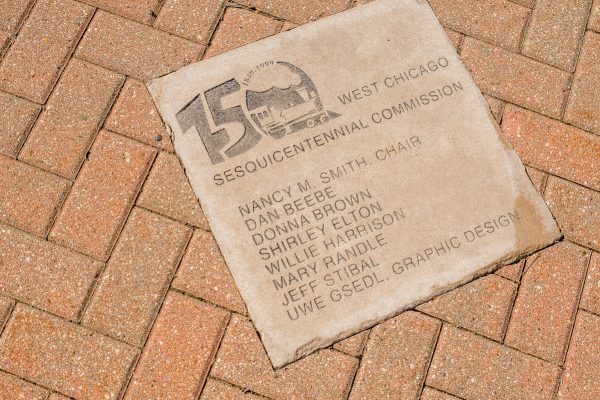 150
1849-1999
WEST CHICAGO
SESQUICENTENNIAL COMMISSION
NANCY M. SMITH, CHAIR
DAN BEEBE
DONNA BROWN
SHIRLEY ELTON
WILLIE HARRISON
MARY RANDLE
JEFF STIBAL
UWE GSEDL, GRAPHIC DESIGN